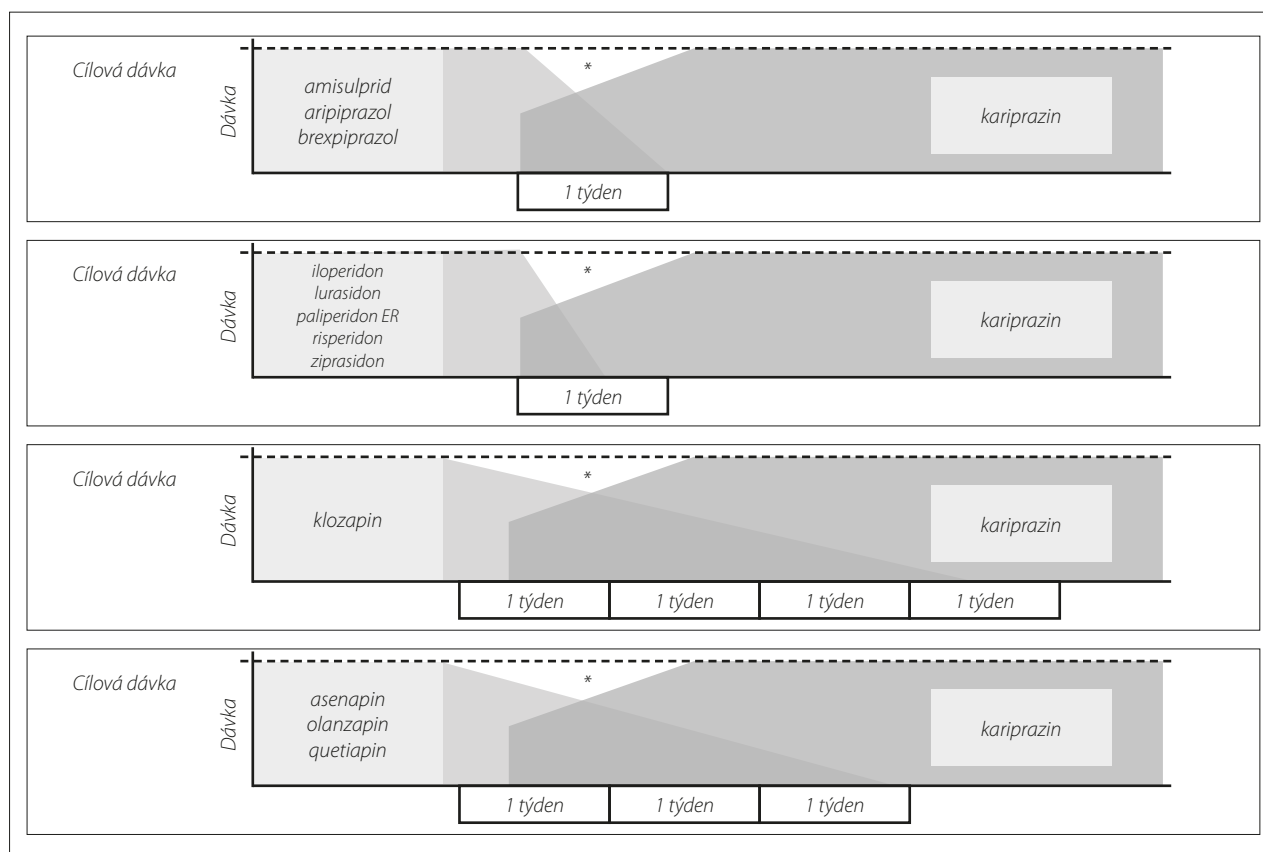 Cílová dávka
Dávka
*
amisulprid
aripiprazol
brexpiprazol
kariprazin
1 týden
Cílová dávka
Dávka
*
iloperidon
lurasidon
paliperidon ER
risperidon
ziprasidon
kariprazin
1 týden
Cílová dávka
Dávka
*
klozapin
kariprazin
1 týden 1 týden 1 týden 1 týden
Cílová dávka
Dávka
*
asenapin
olanzapin
quetiapin
kariprazin
1 týden 1 týden 1 týden